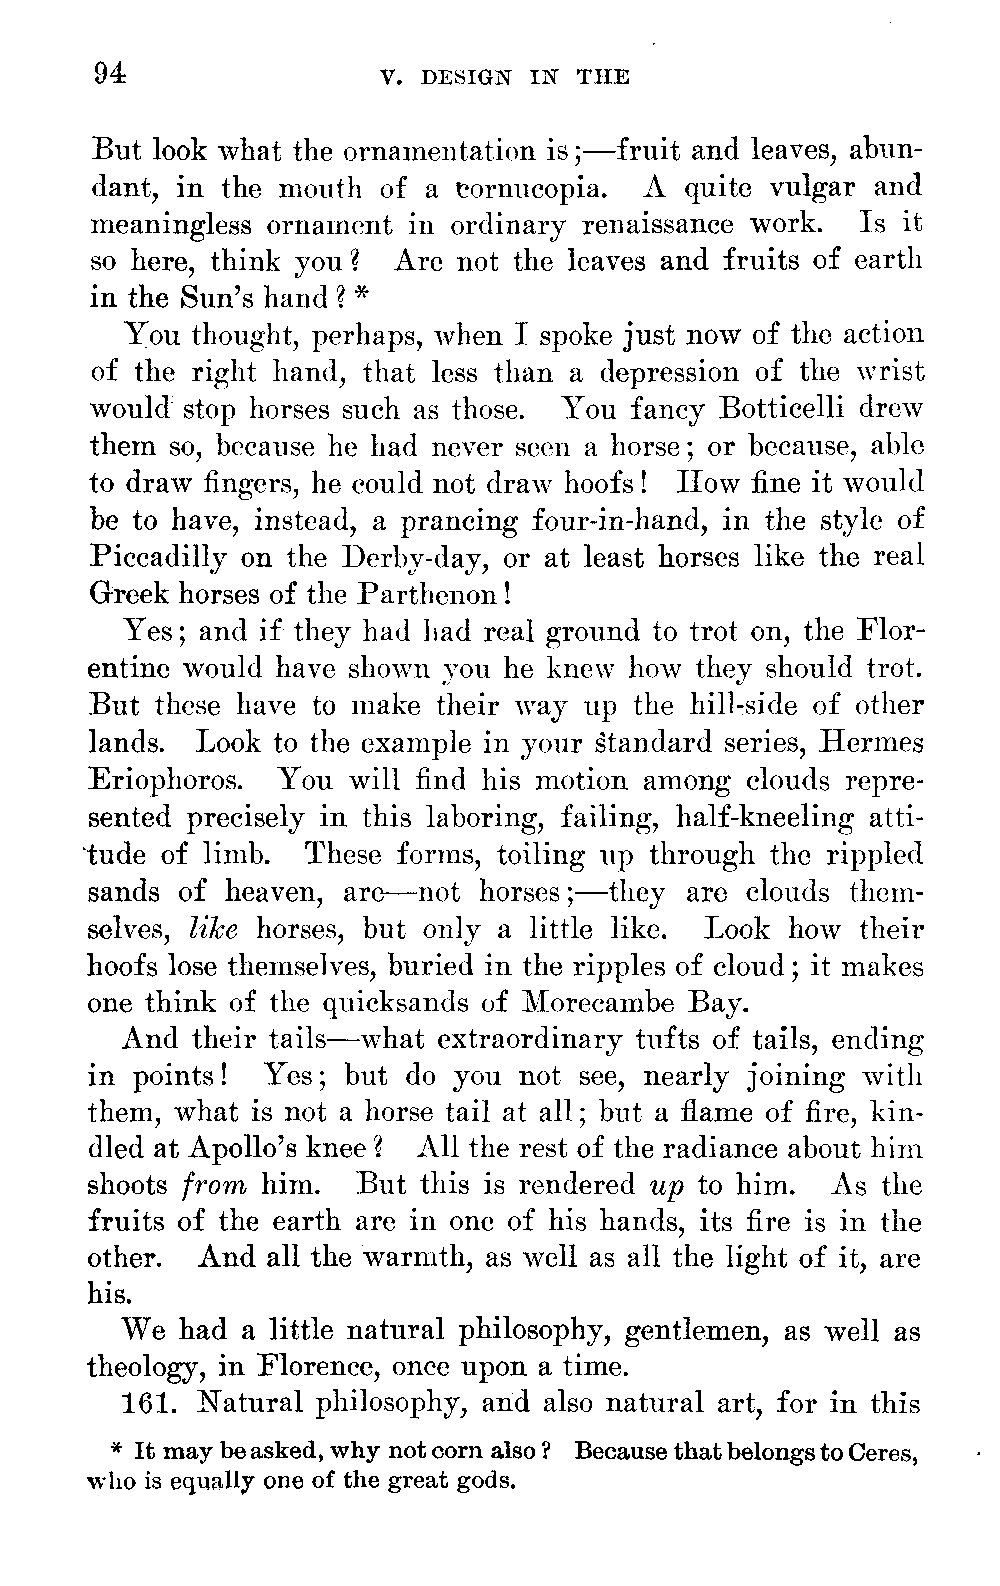 94 V. DESIGN IN THE
But look what the ornamentation is;—fruit and leaves, abun-
dant, in the mouth of a cornucopia. A quite vulgar and
meaningless ornament in ordinary renaissance work. Is it
so here, think you? Are not the leaves and fruits of earth
in the Sun's hand?*
You thought, perhaps, when I spoke just now of the action
of the right hand, that less than a depression of the wrist
would stop horses such as those. You fancy Botticelli drew
them so, because he had never seen a horse; or because, able
to draw fingers, he could not draw hoofs! How fine it would
be to have, instead, a prancing four-in-hand, in the style of
Piccadilly on the Derby-day, or at least horses like the real
Greek horses of the Parthenon!
Yes; and if they had had real ground to trot on, the Flor-
entine would have shown you he knew how they should trot.
But these have to make their way up the hill-side of other
lands. Look to the example in your standard series, Hermes
Eriophoros. You will find his motion among clouds repre-
sented precisely in this laboring, failing, half-kneeling atti-
tude of limb. These forms, toiling up through the rippled
sands of heaven, are—not horses;—they are clouds them-
selves, like horses, but only a little like. Look how their
hoofs lose themselves, buried in the ripples of cloud; it makes
one think of the quicksands of Morecambe Bay.
And their tails—what extraordinary tufts of tails, ending
in points! Yes; but do you not see, nearly joining with
them, what is not a horse tail at all; but a flame of fire, kin-
dled at Apollo's knee? All the rest of the radiance about him
shoots from him. But this is rendered up to him. As the
fruits of the earth are in one of his hands, its fire is in the
other. And all the warmth, as well as all the light of it, are
his.
We had a little natural philosophy, gentlemen, as well as
theology, in Florence, once upon a time.
161. Natural philosophy, and also natural art, for in this
* It may be asked, why not corn also? Because that belongs to Ceres,
who is equally one of the great gods.